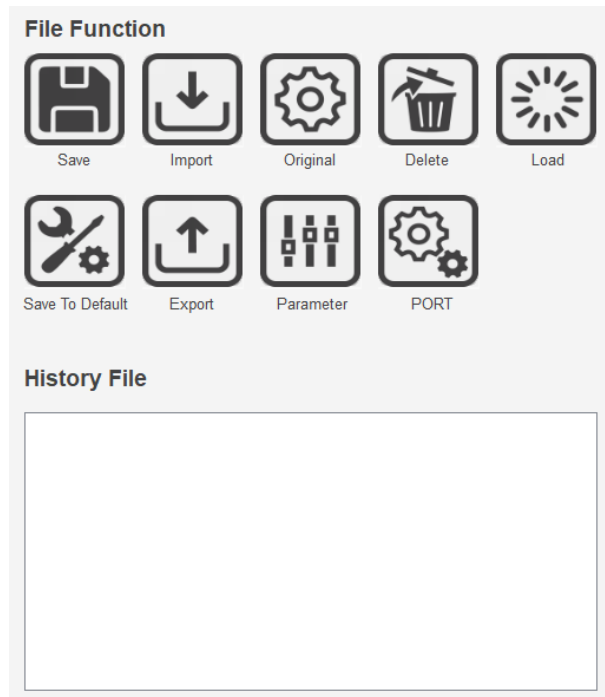 File Function
Save Import Original Delete Load
Save To Default Export Parameter PORT
History File